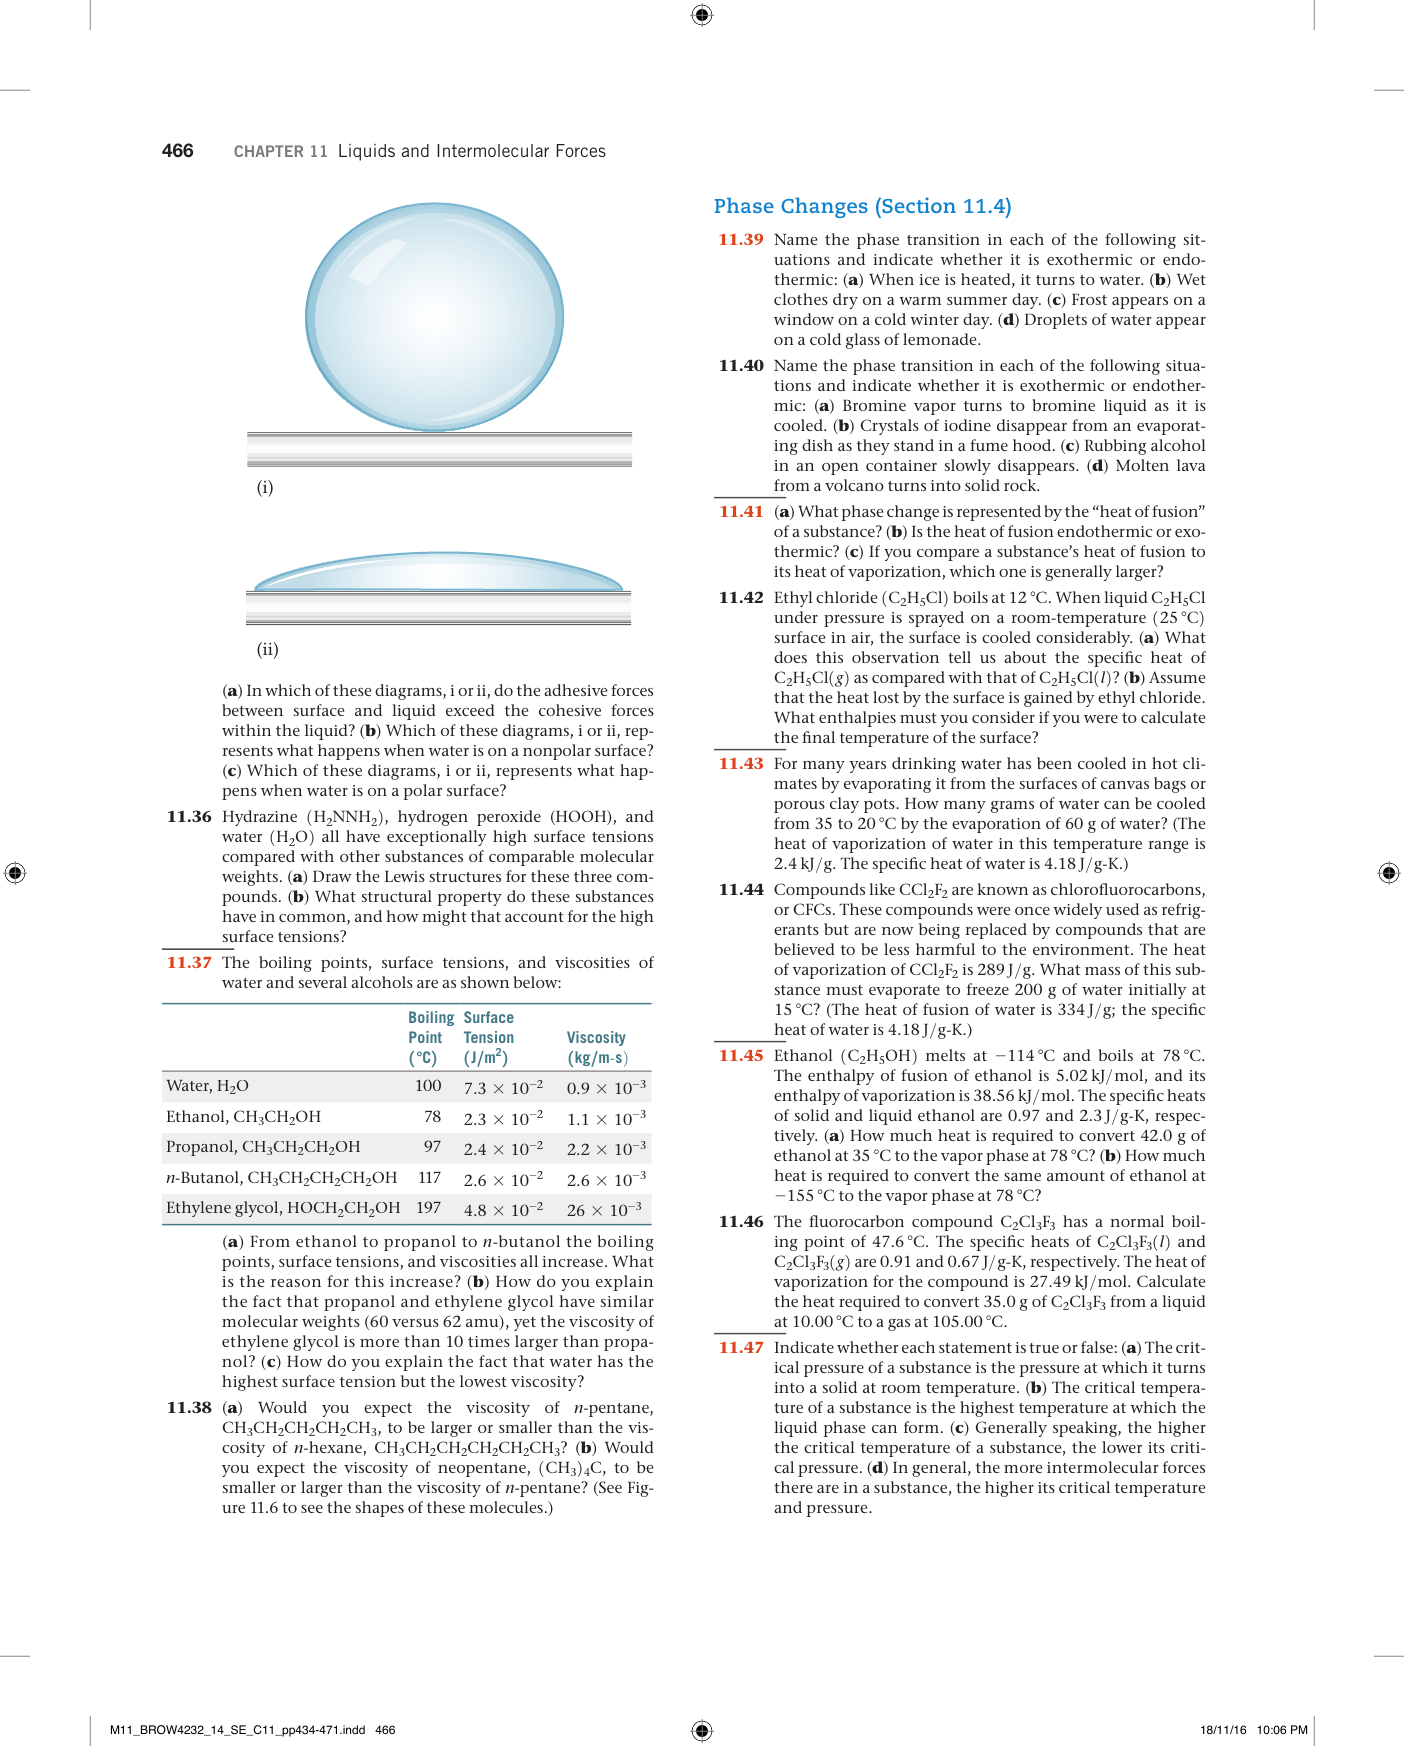 466 CHAPTER 11 Liquids and Intermolecular Forces
(i)
(ii)
(a) In which of these diagrams, i or ii, do the adhesive forces
between surface and liquid exceed the cohesive forces
within the liquid? (b) Which of these diagrams, i or ii, rep-
resents what happens when water is on a nonpolar surface?
(c) Which of these diagrams, i or ii, represents what hap-
pens when water is on a polar surface?
11.36 Hydrazine (H₂NNH₂), hydrogen peroxide (HOOH), and
water (H₂O) all have exceptionally high surface tensions
compared with other substances of comparable molecular
weights. (a) Draw the Lewis structures for these three com-
pounds. (b) What structural property do these substances
have in common, and how might that account for the high
surface tensions?
11.37 The boiling points, surface tensions, and viscosities of
water and several alcohols are as shown below:
Boiling Surface
Point Tension Viscosity
(°C) (J/m²) (kg/m-s)
Water, H₂O 100 7.3 × 10⁻² 0.9 × 10⁻³
Ethanol, CH₃CH₂OH 78 2.3 × 10⁻² 1.1 × 10⁻³
Propanol, CH₃CH₂CH₂OH 97 2.4 × 10⁻² 2.2 × 10⁻³
n-Butanol, CH₃CH₂CH₂CH₂OH 117 2.6 × 10⁻² 2.6 × 10⁻³
Ethylene glycol, HOCH₂CH₂OH 197 4.8 × 10⁻² 26 × 10⁻³
(a) From ethanol to propanol to n-butanol the boiling
points, surface tensions, and viscosities all increase. What
is the reason for this increase? (b) How do you explain
the fact that propanol and ethylene glycol have similar
molecular weights (60 versus 62 amu), yet the viscosity of
ethylene glycol is more than 10 times larger than propa-
nol? (c) How do you explain the fact that water has the
highest surface tension but the lowest viscosity?
11.38 (a) Would you expect the viscosity of n-pentane,
CH₃CH₂CH₂CH₂CH₃, to be larger or smaller than the vis-
cosity of n-hexane, CH₃CH₂CH₂CH₂CH₂CH₃? (b) Would
you expect the viscosity of neopentane, (CH₃)₄C, to be
smaller or larger than the viscosity of n-pentane? (See Fig-
ure 11.6 to see the shapes of these molecules.)
Phase Changes (Section 11.4)
11.39 Name the phase transition in each of the following sit-
uations and indicate whether it is exothermic or endo-
thermic: (a) When ice is heated, it turns to water. (b) Wet
clothes dry on a warm summer day. (c) Frost appears on a
window on a cold winter day. (d) Droplets of water appear
on a cold glass of lemonade.
11.40 Name the phase transition in each of the following situa-
tions and indicate whether it is exothermic or endother-
mic: (a) Bromine vapor turns to bromine liquid as it is
cooled. (b) Crystals of iodine disappear from an evaporat-
ing dish as they stand in a fume hood. (c) Rubbing alcohol
in an open container slowly disappears. (d) Molten lava
from a volcano turns into solid rock.
11.41 (a) What phase change is represented by the “heat of fusion”
of a substance? (b) Is the heat of fusion endothermic or exo-
thermic? (c) If you compare a substance’s heat of fusion to
its heat of vaporization, which one is generally larger?
11.42 Ethyl chloride (C₂H₅Cl) boils at 12 °C. When liquid C₂H₅Cl
under pressure is sprayed on a room-temperature (25 °C)
surface in air, the surface is cooled considerably. (a) What
does this observation tell us about the specific heat of
C₂H₅Cl(g) as compared with that of C₂H₅Cl(l)? (b) Assume
that the heat lost by the surface is gained by ethyl chloride.
What enthalpies must you consider if you were to calculate
the final temperature of the surface?
11.43 For many years drinking water has been cooled in hot cli-
mates by evaporating it from the surfaces of canvas bags or
porous clay pots. How many grams of water can be cooled
from 35 to 20 °C by the evaporation of 60 g of water? (The
heat of vaporization of water in this temperature range is
2.4 kJ/g. The specific heat of water is 4.18 J/g-K.)
11.44 Compounds like CCl₂F₂ are known as chlorofluorocarbons,
or CFCs. These compounds were once widely used as refrig-
erants but are now being replaced by compounds that are
believed to be less harmful to the environment. The heat
of vaporization of CCl₂F₂ is 289 J/g. What mass of this sub-
stance must evaporate to freeze 200 g of water initially at
15 °C? (The heat of fusion of water is 334 J/g; the specific
heat of water is 4.18 J/g-K.)
11.45 Ethanol (C₂H₅OH) melts at −114 °C and boils at 78 °C.
The enthalpy of fusion of ethanol is 5.02 kJ/mol, and its
enthalpy of vaporization is 38.56 kJ/mol. The specific heats
of solid and liquid ethanol are 0.97 and 2.3 J/g-K, respec-
tively. (a) How much heat is required to convert 42.0 g of
ethanol at 35 °C to the vapor phase at 78 °C? (b) How much
heat is required to convert the same amount of ethanol at
−155 °C to the vapor phase at 78 °C?
11.46 The fluorocarbon compound C₂Cl₃F₃ has a normal boil-
ing point of 47.6 °C. The specific heats of C₂Cl₃F₃(l) and
C₂Cl₃F₃(g) are 0.91 and 0.67 J/g-K, respectively. The heat of
vaporization for the compound is 27.49 kJ/mol. Calculate
the heat required to convert 35.0 g of C₂Cl₃F₃ from a liquid
at 10.00 °C to a gas at 105.00 °C.
11.47 Indicate whether each statement is true or false: (a) The crit-
ical pressure of a substance is the pressure at which it turns
into a solid at room temperature. (b) The critical tempera-
ture of a substance is the highest temperature at which the
liquid phase can form. (c) Generally speaking, the higher
the critical temperature of a substance, the lower its criti-
cal pressure. (d) In general, the more intermolecular forces
there are in a substance, the higher its critical temperature
and pressure.
M11_BROW4232_14_SE_C11_pp434-471.indd 466 18/11/16 10:06 PM